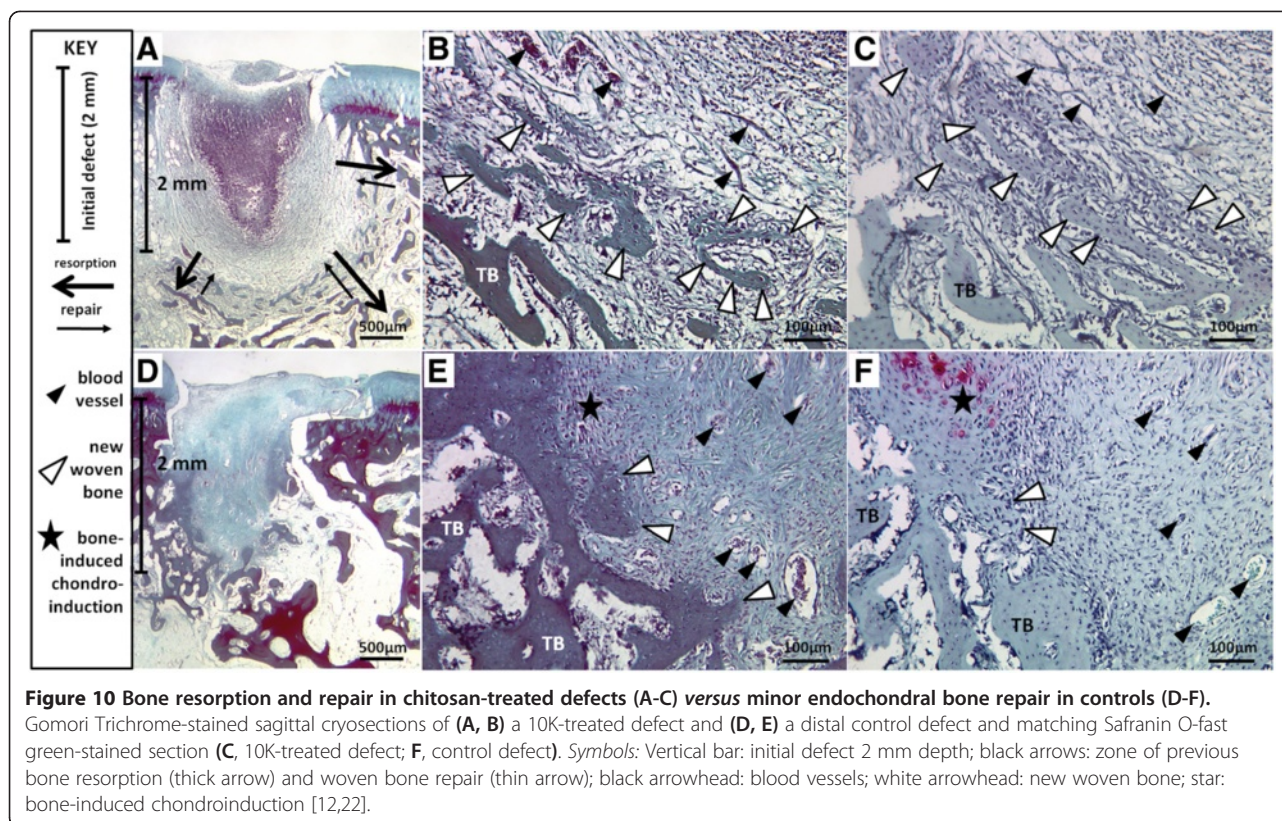 KEY
Initial defect (2 mm)
resorption
repair
blood
vessel
new
woven
bone
bone-
induced
chondro-
induction
A
2 mm
500µm
B
TB
100µm
C
TB
100µm
D
2 mm
500µm
E
TB
TB
100µm
F
TB
TB
100µm
Figure 10 Bone resorption and repair in chitosan-treated defects (A-C) versus minor endochondral bone repair in controls (D-F).
Gomori Trichrome-stained sagittal cryosections of (A, B) a 10K-treated defect and (D, E) a distal control defect and matching Safranin O-fast
green-stained section (C, 10K-treated defect; F, control defect). Symbols: Vertical bar: initial defect 2 mm depth; black arrows: zone of previous
bone resorption (thick arrow) and woven bone repair (thin arrow); black arrowhead: blood vessels; white arrowhead: new woven bone; star:
bone-induced chondroinduction [12,22].